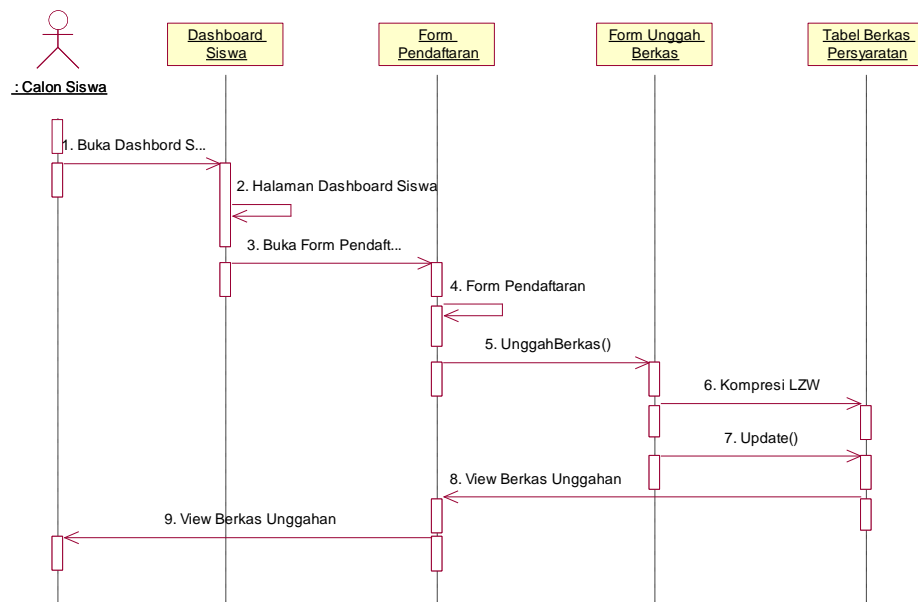 Dashboard
Siswa
Form
Pendaftaran
Form Unggah
Berkas
Tabel Berkas
Persyaratan
: Calon Siswa
1. Buka Dashbord S...
2. Halaman Dashboard Siswa
3. Buka Form Pendaft...
4. Form Pendaftaran
5. UnggahBerkas()
6. Kompresi LZW
7. Update()
8. View Berkas Unggahan
9. View Berkas Unggahan